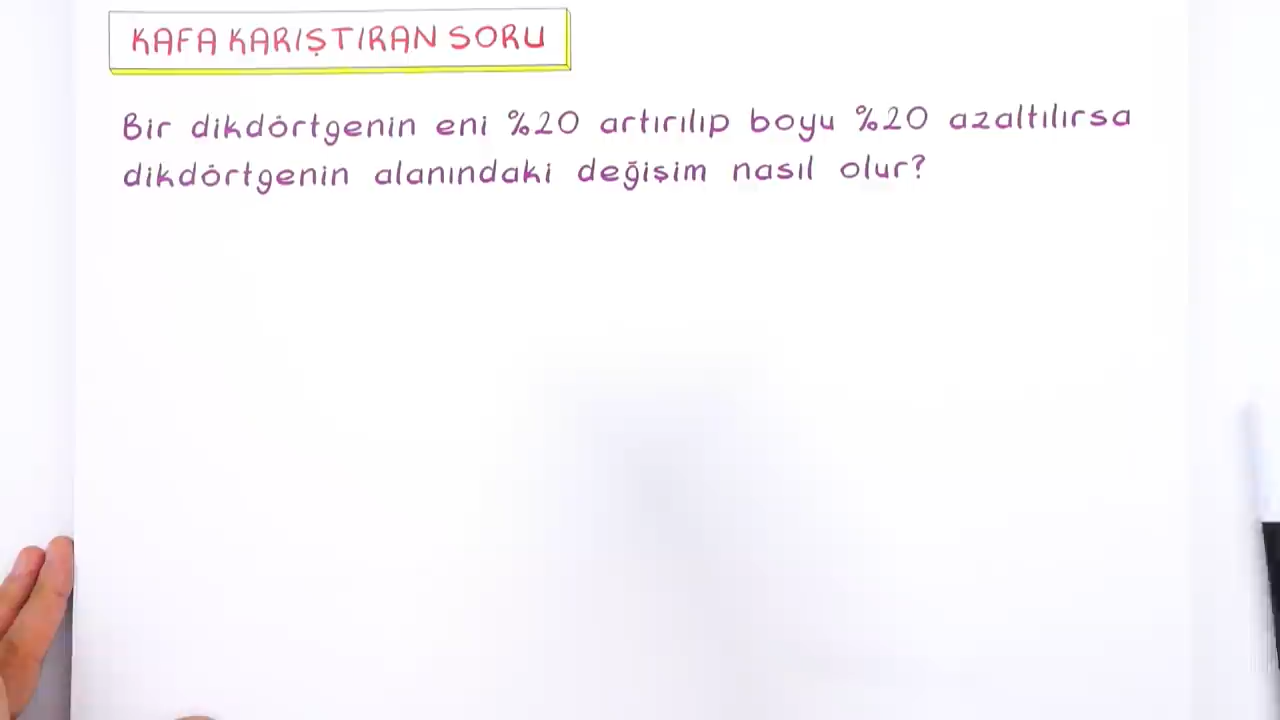 KAFA KARIŞTIRAN SORU
Bir dikdörtgenin eni %20 artırılıp boyu %20 azaltılırsa
dikdörtgenin alanındaki değişim nasıl olur?